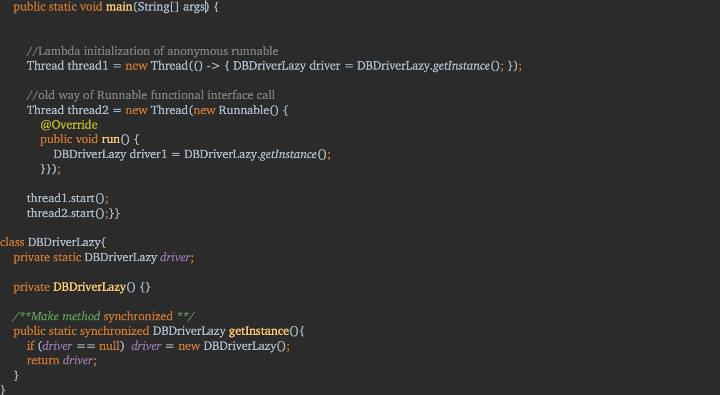 public static void main(String[] args) {
//Lambda initialization of anonymous runnable
Thread thread1 = new Thread(() -> { DBDriverLazy driver = DBDriverLazy.getInstance(); });
//old way of Runnable functional interface call
Thread thread2 = new Thread(new Runnable() {
@Override
public void run() {
DBDriverLazy driver1 = DBDriverLazy.getInstance();
}});
thread1.start();
thread2.start();}}
class DBDriverLazy{
private static DBDriverLazy driver;
private DBDriverLazy() {}
/**Make method synchronized **/
public static synchronized DBDriverLazy getInstance(){
if (driver == null) driver = new DBDriverLazy();
return driver;
}
}